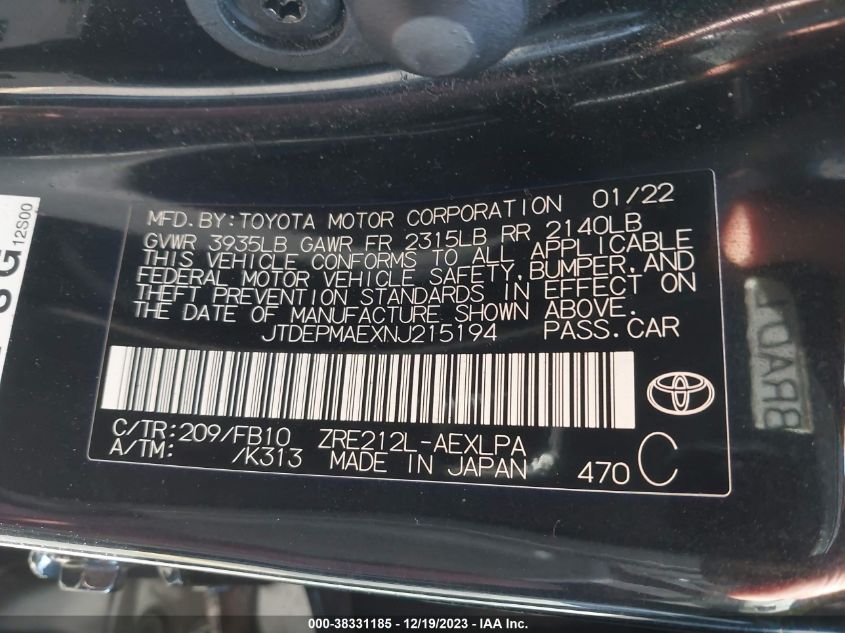 MFD.BY:TOYOTA MOTOR CORPORATION 01/22
GVWR 3935LB GAWR FR 2315LB RR 2140LB
THIS VEHICLE CONFORMS TO ALL APPLICABLE
FEDERAL MOTOR VEHICLE SAFETY,BUMPER,AND
THEFT PREVENTION STANDARDS IN EFFECT ON
THE DATE OF MANUFACTURE SHOWN ABOVE.
JTDEPMAEXNJ215194 PASS.CAR
C/TR:209/FB10 ZRE212L-AEXLPA
A/TM: /K313 MADE IN JAPAN 470 C
12S00
000-38331185 - 12/19/2023 - IAA Inc.